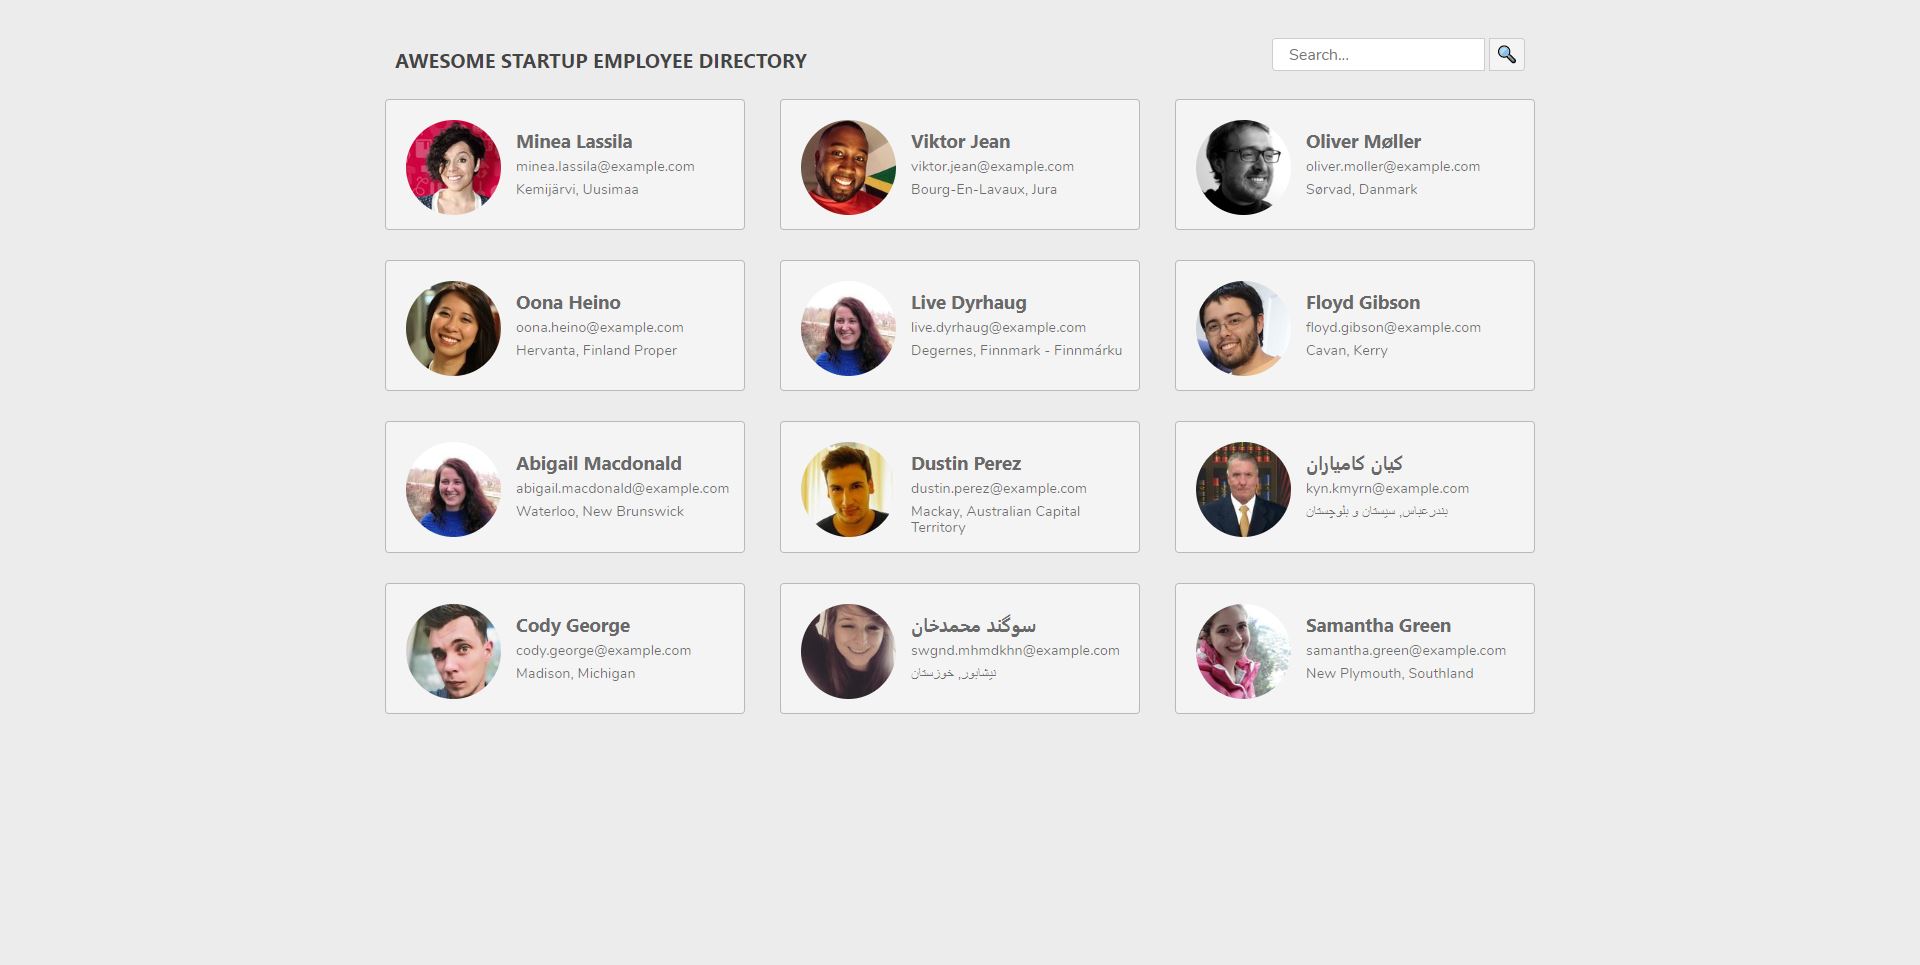 AWESOME STARTUP EMPLOYEE DIRECTORY
Search...
Minea Lassila
minea.lassila@example.com
Kemijärvi, Uusimaa
Viktor Jean
viktor.jean@example.com
Bourg-En-Lavaux, Jura
Oliver Møller
oliver.moller@example.com
Sørvad, Danmark
Oona Heino
oona.heino@example.com
Hervanta, Finland Proper
Live Dyrhaug
live.dyrhaug@example.com
Degernes, Finnmark - Finnmárku
Floyd Gibson
floyd.gibson@example.com
Cavan, Kerry
Abigail Macdonald
abigail.macdonald@example.com
Waterloo, New Brunswick
Dustin Perez
dustin.perez@example.com
Mackay, Australian Capital
Territory
کیان کامیاران
kyn.kmyrn@example.com
بندرعباس, سیستان و بلوچستان
Cody George
cody.george@example.com
Madison, Michigan
سوگند محمدخان
swgnd.mhmdkhn@example.com
نیشابور, خوزستان
Samantha Green
samantha.green@example.com
New Plymouth, Southland